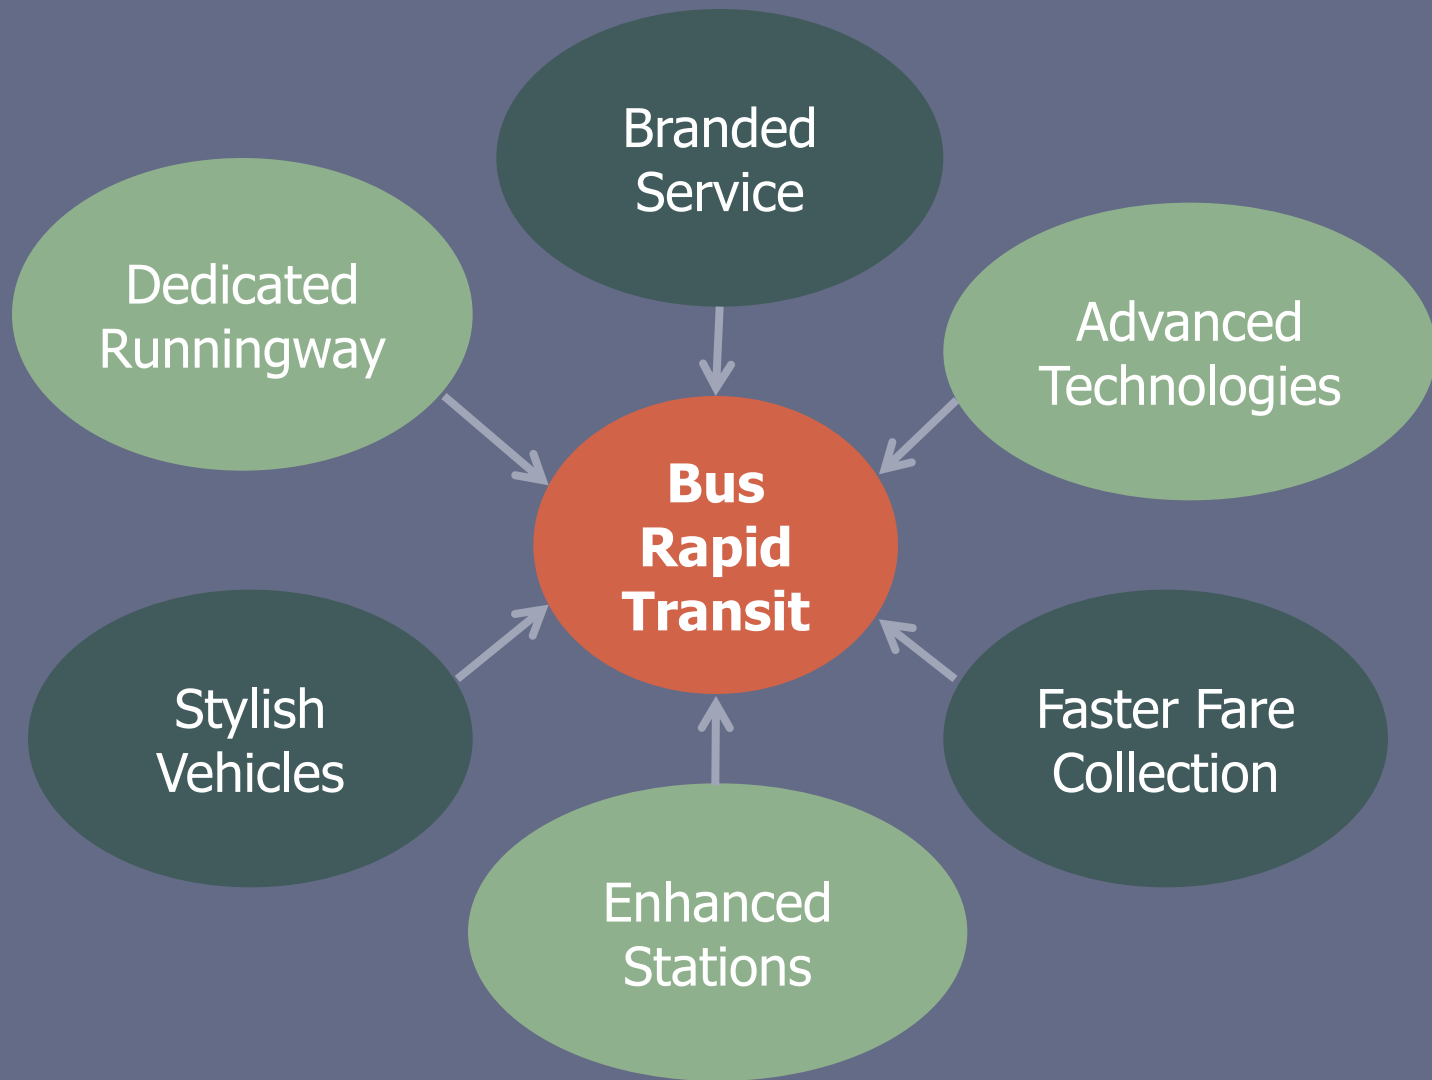 Branded
Service
Dedicated
Runningway
Advanced
Technologies
Bus
Rapid
Transit
Stylish
Vehicles
Faster Fare
Collection
Enhanced
Stations